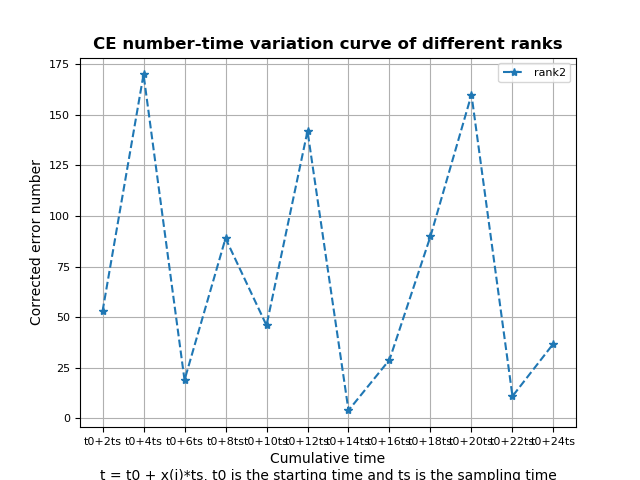 CE number-time variation curve of different ranks
rank2
Corrected error number
175
150
125
100
75
50
25
0
t0+2ts t0+4ts t0+6ts t0+8ts t0+10ts t0+12ts t0+14ts t0+16ts t0+18ts t0+20ts t0+22ts t0+24ts
Cumulative time
t = t0 + x(i)*ts, t0 is the starting time and ts is the sampling time